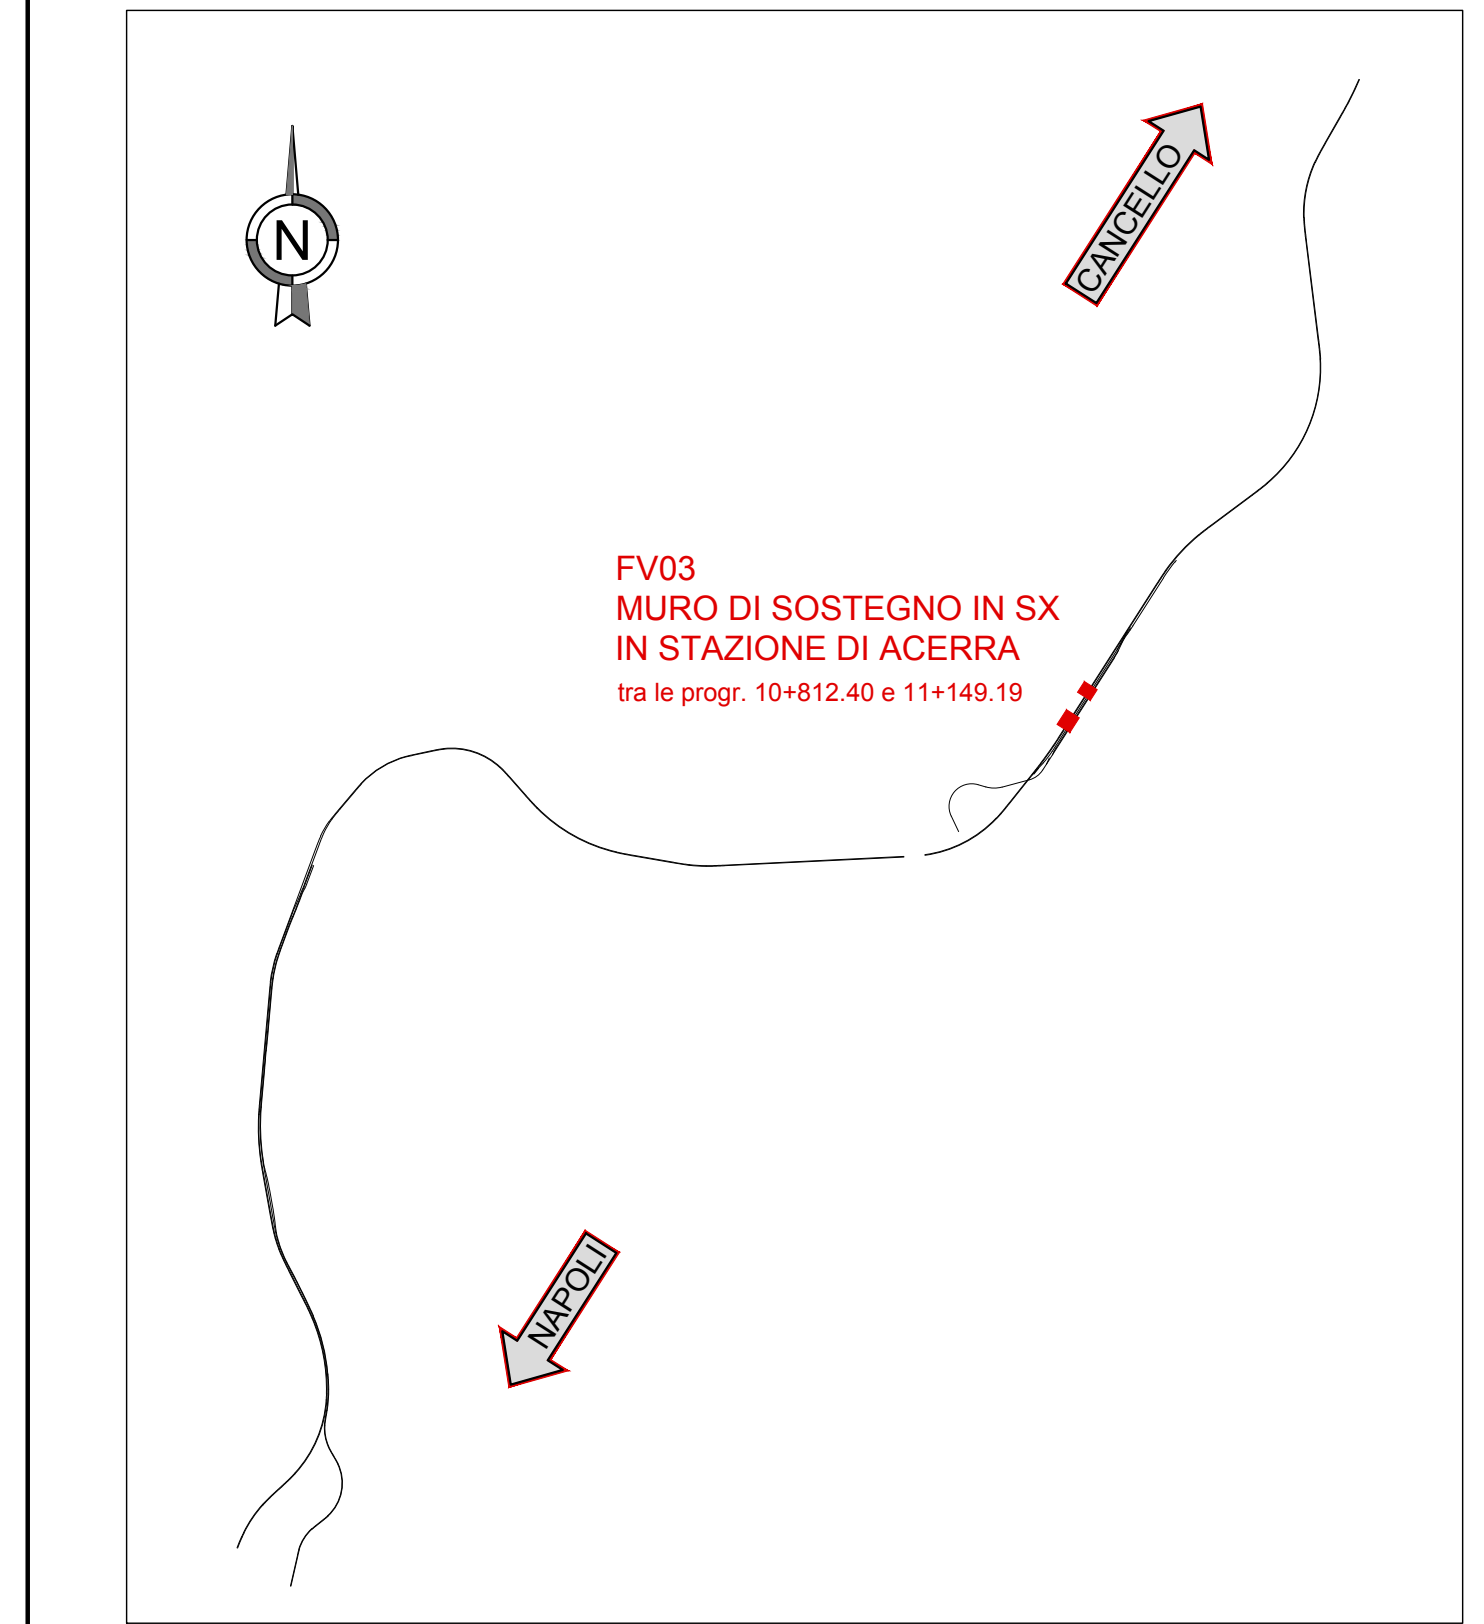 CANCELLO
N
FV03
MURO DI SOSTEGNO IN SX
IN STAZIONE DI ACERRA
tra le progr. 10+812.40 e 11+149.19
NAPOLI